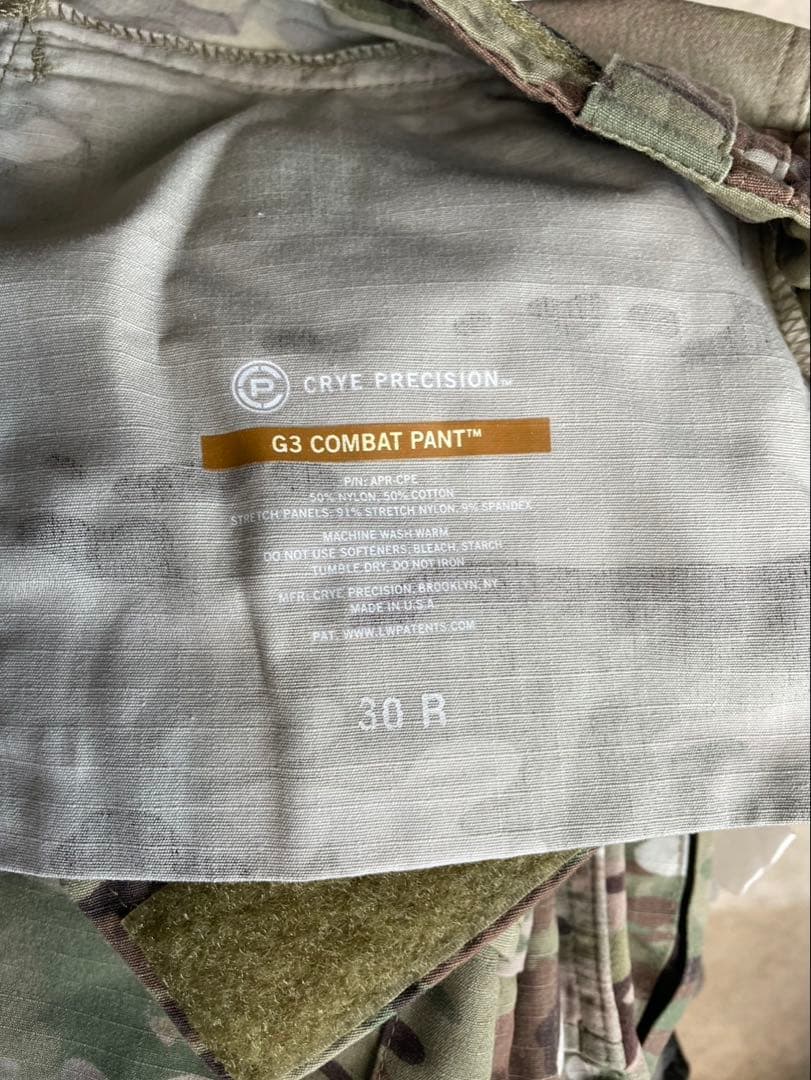 CP CRYE PRECISION™
G3 COMBAT PANT™
P/N: APR-CPE
50% NYLON, 50% COTTON
STRETCH PANELS: 91% STRETCH NYLON, 9% SPANDEX
MACHINE WASH WARM
DO NOT USE SOFTENERS, BLEACH, STARCH
TUMBLE DRY, DO NOT IRON
MFR: CRYE PRECISION, BROOKLYN, NY
MADE IN U.S.A
PAT. WWW.LWPATENTS.COM
30 R